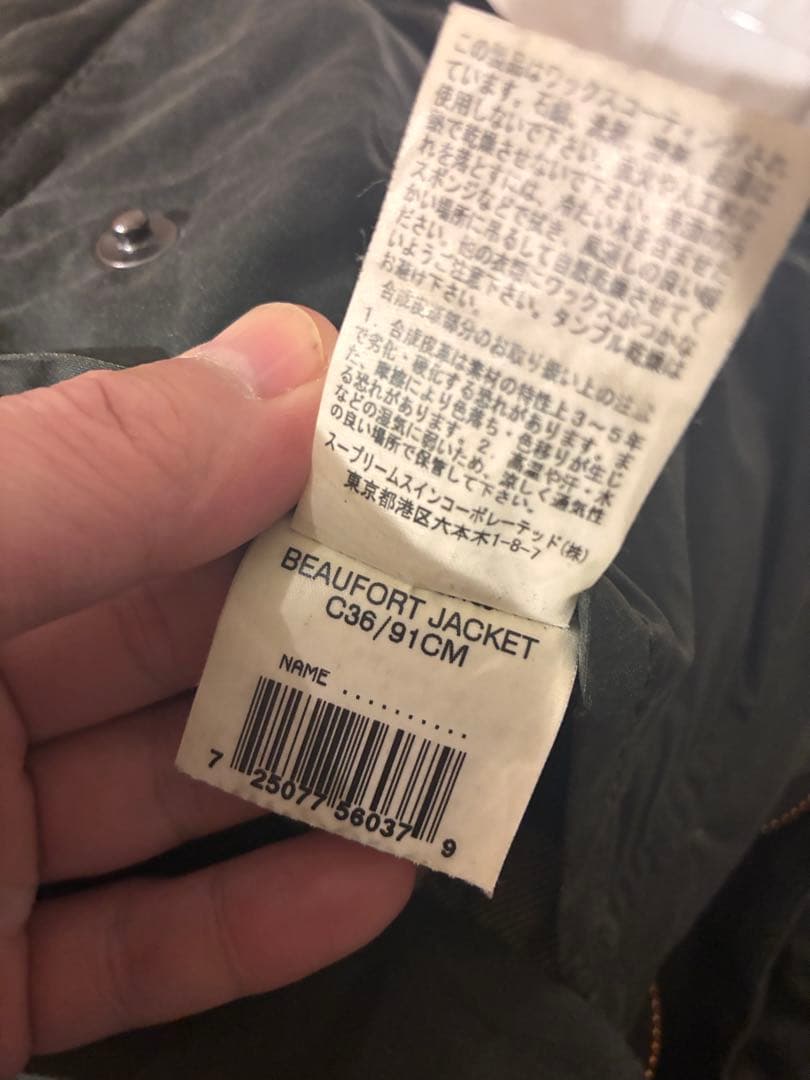 この製品はワックスコーティングされ
ています。石鹸、
使用しないで下さい。直火や人工的な
熱で乾燥させないで下さい。表面の汚
れを落とすには、冷たい水を含ませた
スポンジなどで拭き、風通しの良い暖
かい場所に吊るして自然乾燥させてく
ださい。他の衣類にワックスがつかな
いようご注意下さい。タンブル乾燥は
お避け下さい。
合成皮革部分のお取り扱い上の注意
1．合成皮革は素材の特性上3〜5年
で劣化・硬化する恐れがあります。ま
た、摩擦により色落ち・色移りが生じ
る恐れがあります。2．高温や汗・水
などの湿気に弱いため、涼しく通気性
の良い場所で保管して下さい。
スープリームスインコーポレーテッド(株)
東京都港区六本木1-8-7
BEAUFORT JACKET
C36/91CM
NAME ..........
7 25077 56037 9